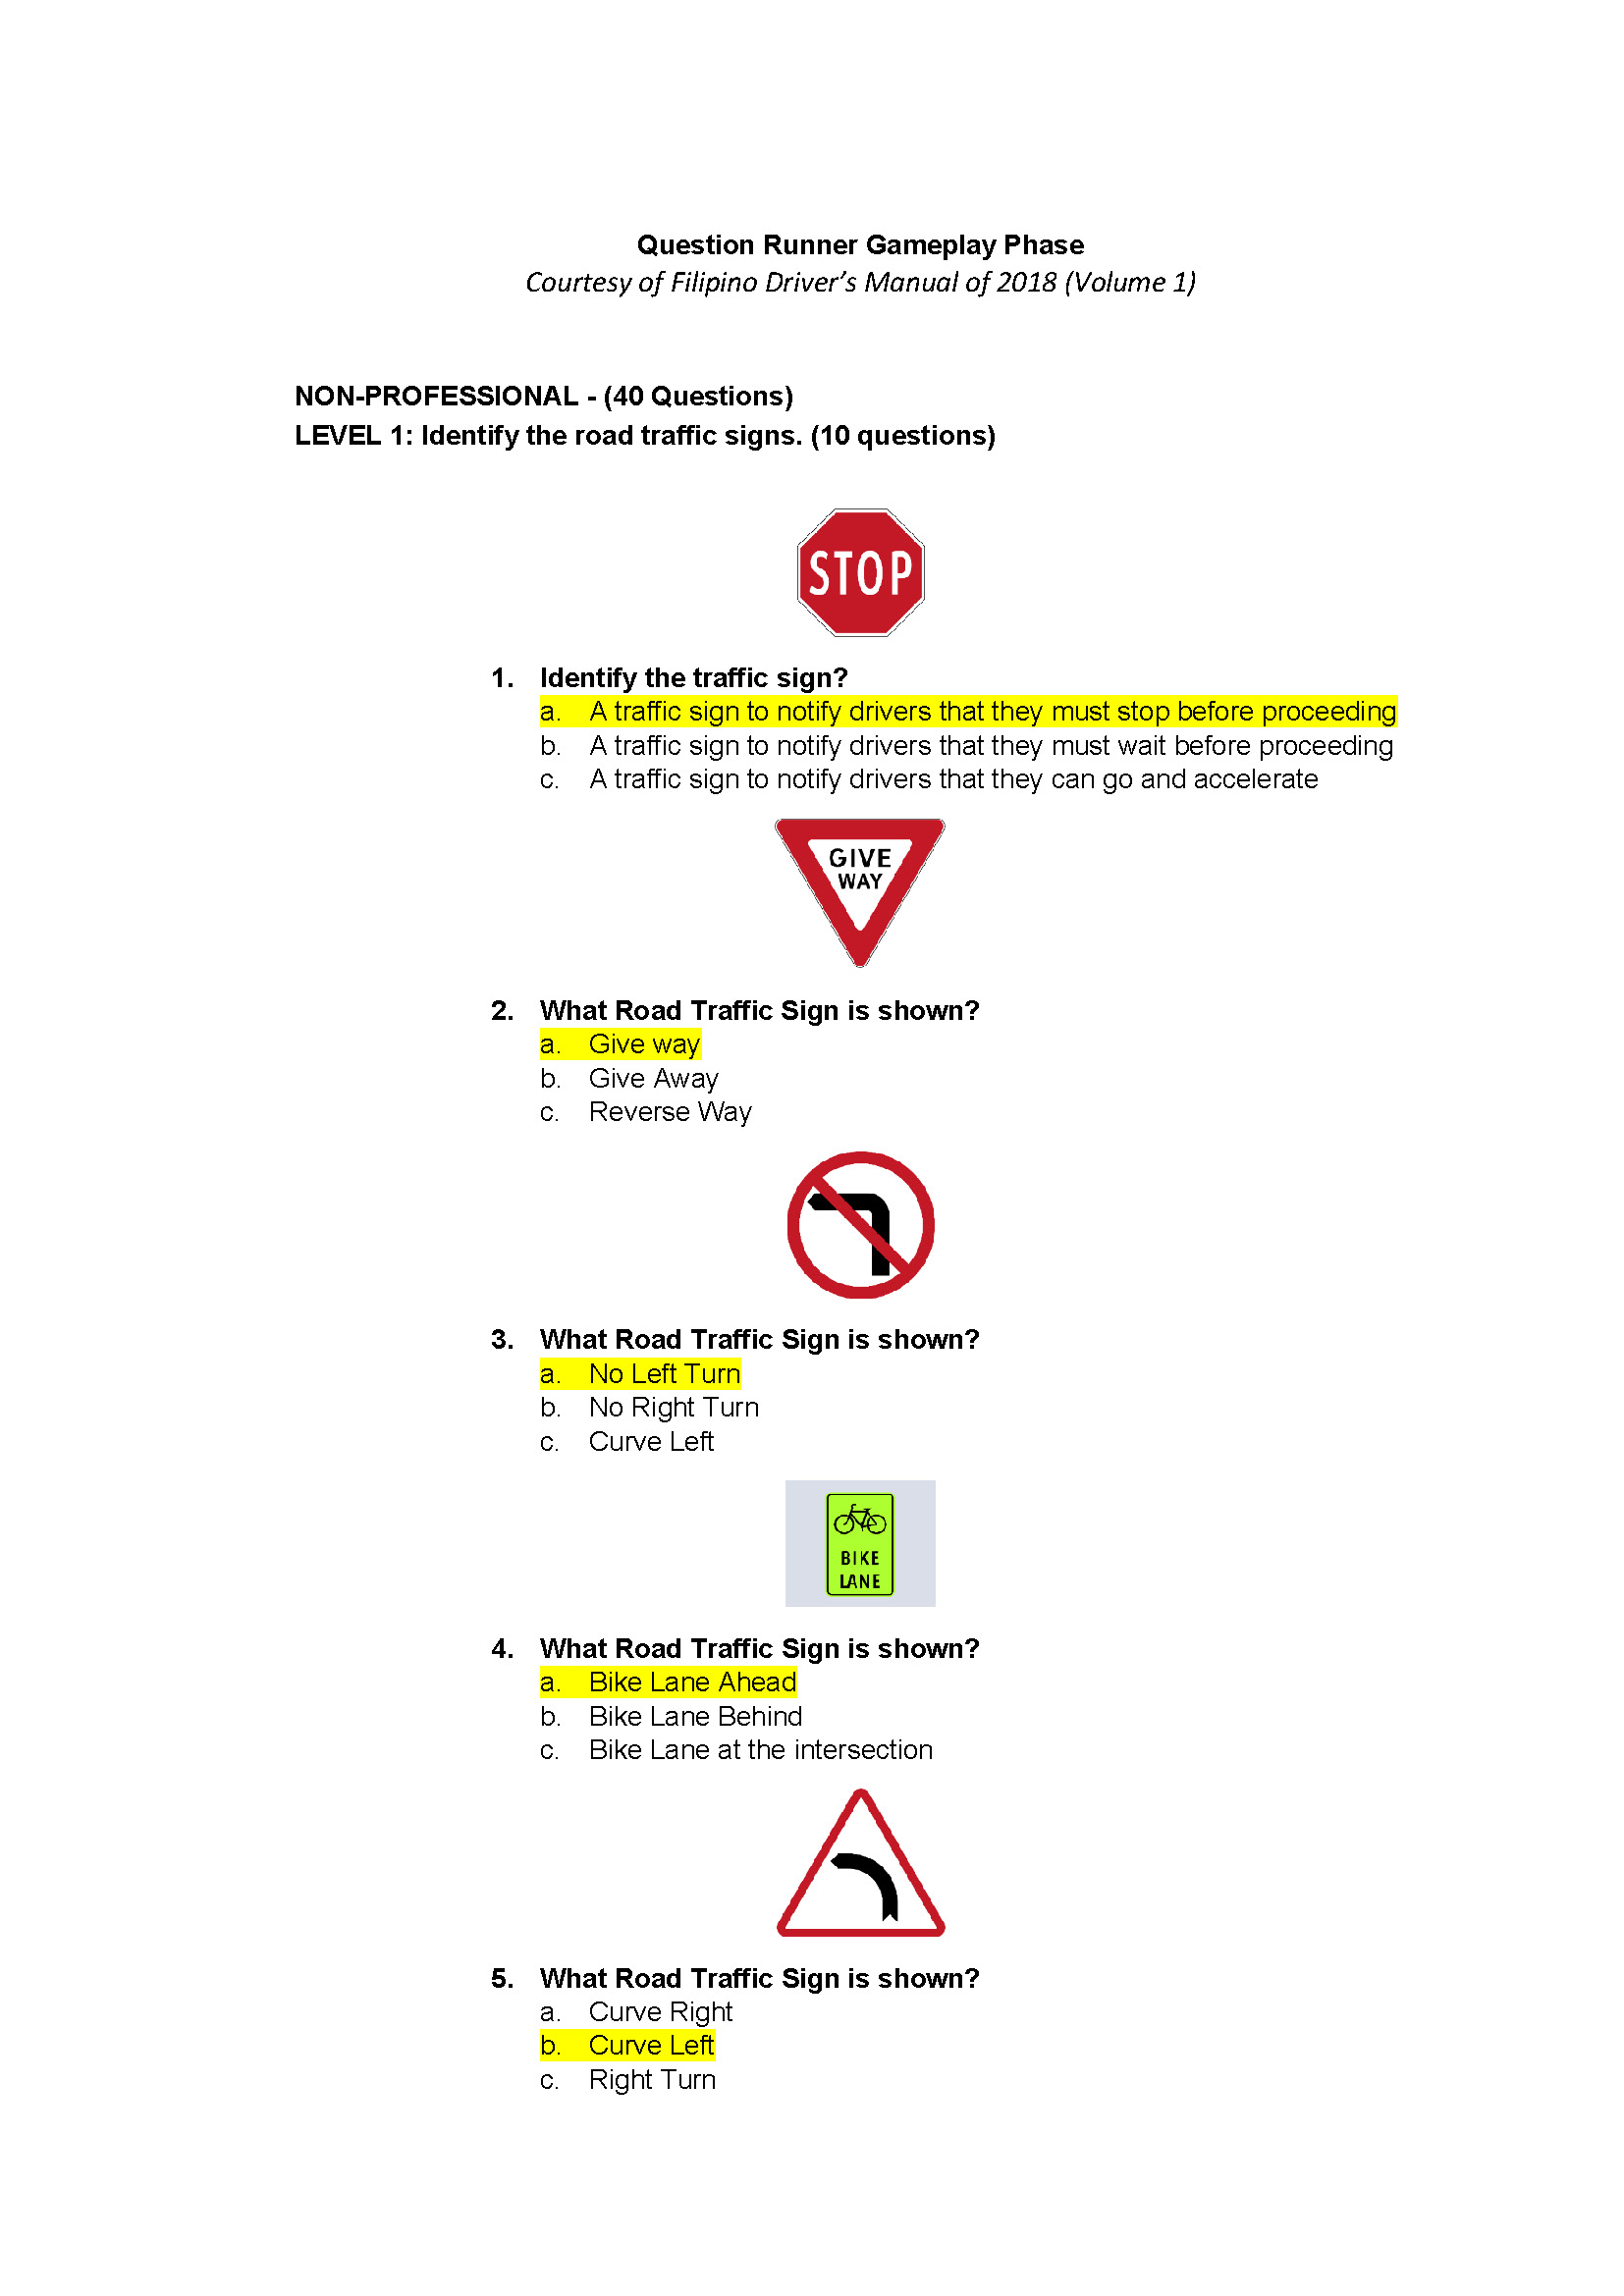 Question Runner Gameplay Phase
Courtesy of Filipino Driver’s Manual of 2018 (Volume 1)
NON-PROFESSIONAL - (40 Questions)
LEVEL 1: Identify the road traffic signs. (10 questions)
STOP
1. Identify the traffic sign?
a. A traffic sign to notify drivers that they must stop before proceeding
b. A traffic sign to notify drivers that they must wait before proceeding
c. A traffic sign to notify drivers that they can go and accelerate
GIVE
WAY
2. What Road Traffic Sign is shown?
a. Give way
b. Give Away
c. Reverse Way
3. What Road Traffic Sign is shown?
a. No Left Turn
b. No Right Turn
c. Curve Left
BIKE
LANE
4. What Road Traffic Sign is shown?
a. Bike Lane Ahead
b. Bike Lane Behind
c. Bike Lane at the intersection
5. What Road Traffic Sign is shown?
a. Curve Right
b. Curve Left
c. Right Turn